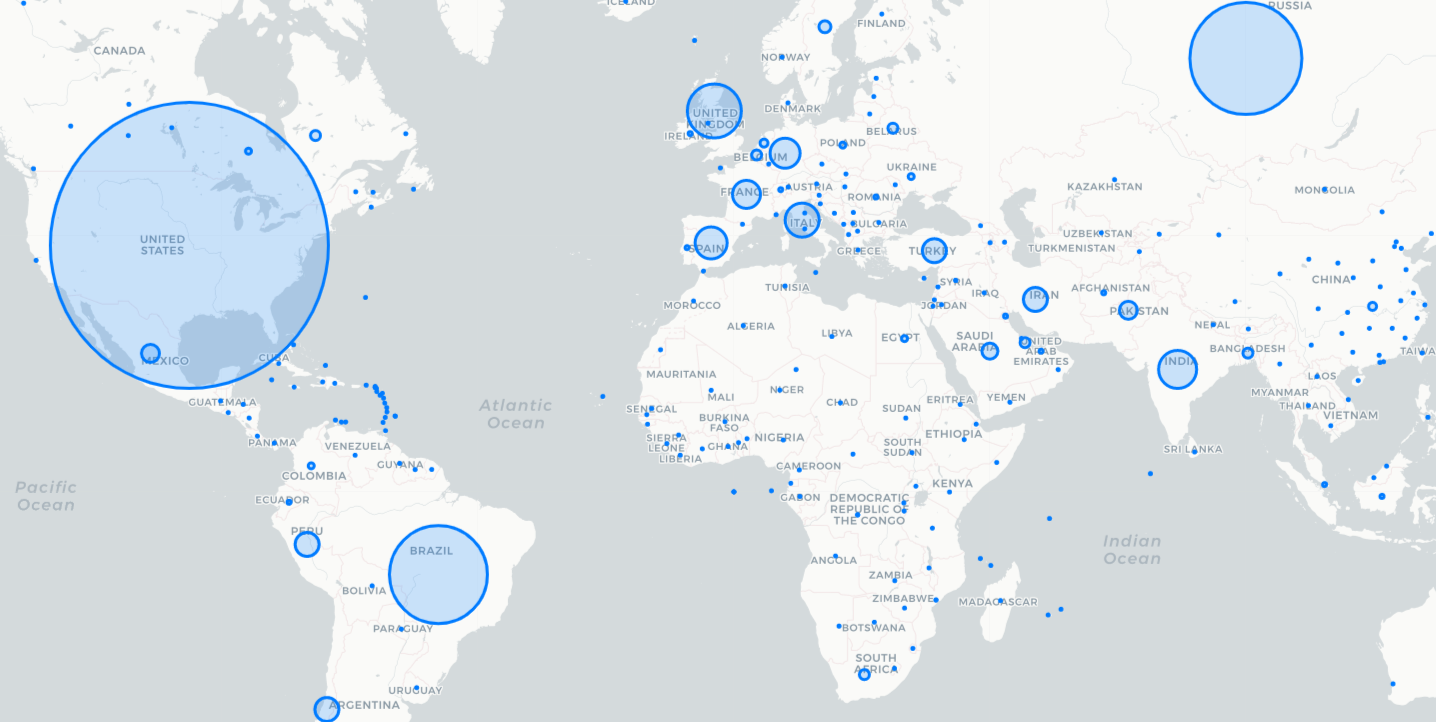 ICELAND
RUSSIA
FINLAND
CANADA
NORWAY
DENMARK
UNITED
KINGDOM
IRELAND
BELARUS
POLAND
BELGIUM
UKRAINE
KAZAKHSTAN
MONGOLIA
FRANCE
AUSTRIA
ROMANIA
ITALY
BULGARIA
UZBEKISTAN
UNITED
STATES
SPAIN
GREECE
TURKEY
TURKMENISTAN
SYRIA
CHINA
TUNISIA
IRAQ
IRAN
AFGHANISTAN
MOROCCO
JORDAN
PAKISTAN
ALGERIA
LIBYA
EGYPT
NEPAL
SAUDI
ARABIA
UNITED
ARAB
EMIRATES
BANGLADESH
TAIWA
MEXICO
CUBA
INDIA
MAURITANIA
LAOS
NIGER
MALI
MYANMAR
GUATEMALA
CHAD
ERITREA
YEMEN
THAILAND
Atlantic
Ocean
SENEGAL
SUDAN
VIETNAM
BURKINA
FASO
ETHIOPIA
PANAMA
VENEZUELA
SIERRA
LEONE
GHANA
NIGERIA
SOUTH
SUDAN
SRI LANKA
LIBERIA
GUYANA
CAMEROON
COLOMBIA
KENYA
Pacific
Ocean
ECUADOR
GABON
DEMOCRATIC
REPUBLIC OF
THE CONGO
PERU
Indian
Ocean
BRAZIL
ANGOLA
ZAMBIA
BOLIVIA
ZIMBABWE
MADAGASCAR
PARAGUAY
BOTSWANA
SOUTH
AFRICA
URUGUAY
ARGENTINA